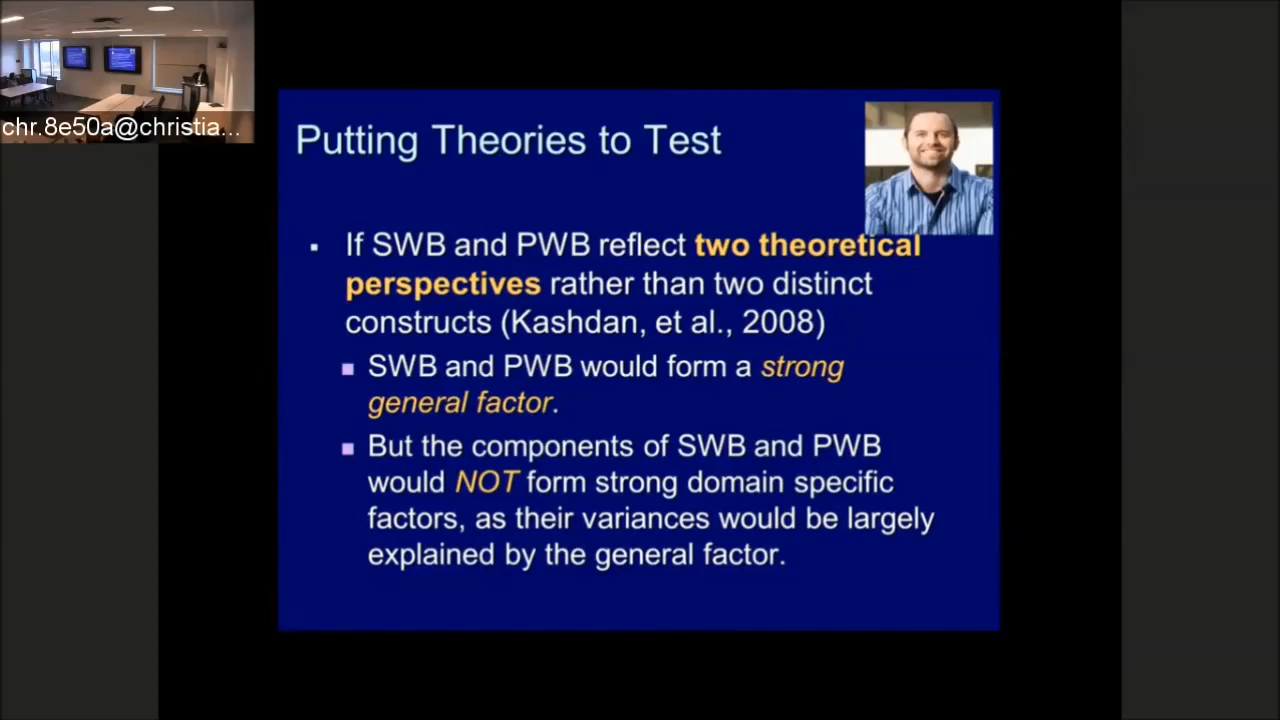 chr.8e50a@christia...
Putting Theories to Test
If SWB and PWB reflect two theoretical
perspectives rather than two distinct
constructs (Kashdan, et al., 2008)
SWB and PWB would form a strong
general factor.
But the components of SWB and PWB
would NOT form strong domain specific
factors, as their variances would be largely
explained by the general factor.